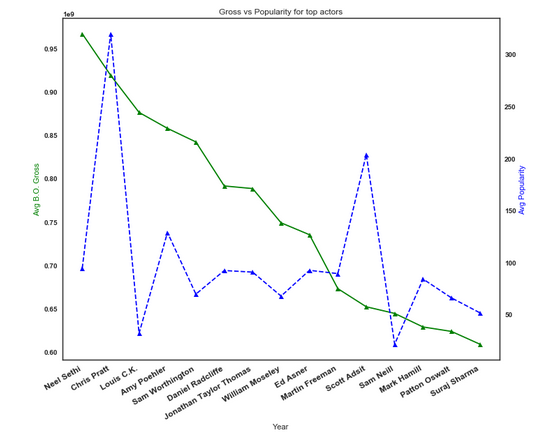 Gross vs Popularity for top actors
1e9
0.95
0.90
0.85
0.80
0.75
0.70
0.65
0.60
Avg B.O. Gross
300
250
200
150
100
50
Avg Popularity
Neel Sethi
Chris Pratt
Louis C.K.
Amy Poehler
Sam Worthington
Daniel Radcliffe
Jonathan Taylor Thomas
William Moseley
Ed Asner
Martin Freeman
Scott Adsit
Sam Neill
Mark Hamill
Patton Oswalt
Suraj Sharma
Year